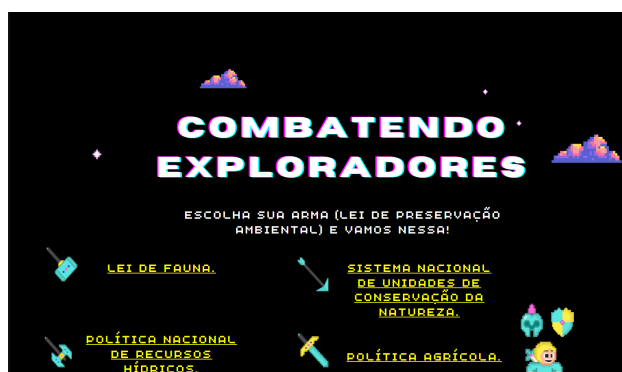 COMBATENDO
EXPLORADORES
ESCOLHA SUA ARMA (LEI DE PRESERVAÇÃO
AMBIENTAL) E VAMOS NESSA!
LEI DE FAUNA.
SISTEMA NACIONAL
DE UNIDADES DE
CONSERVAÇÃO DA
NATUREZA.
POLÍTICA NACIONAL
DE RECURSOS
HÍDRICOS.
POLÍTICA AGRÍCOLA.